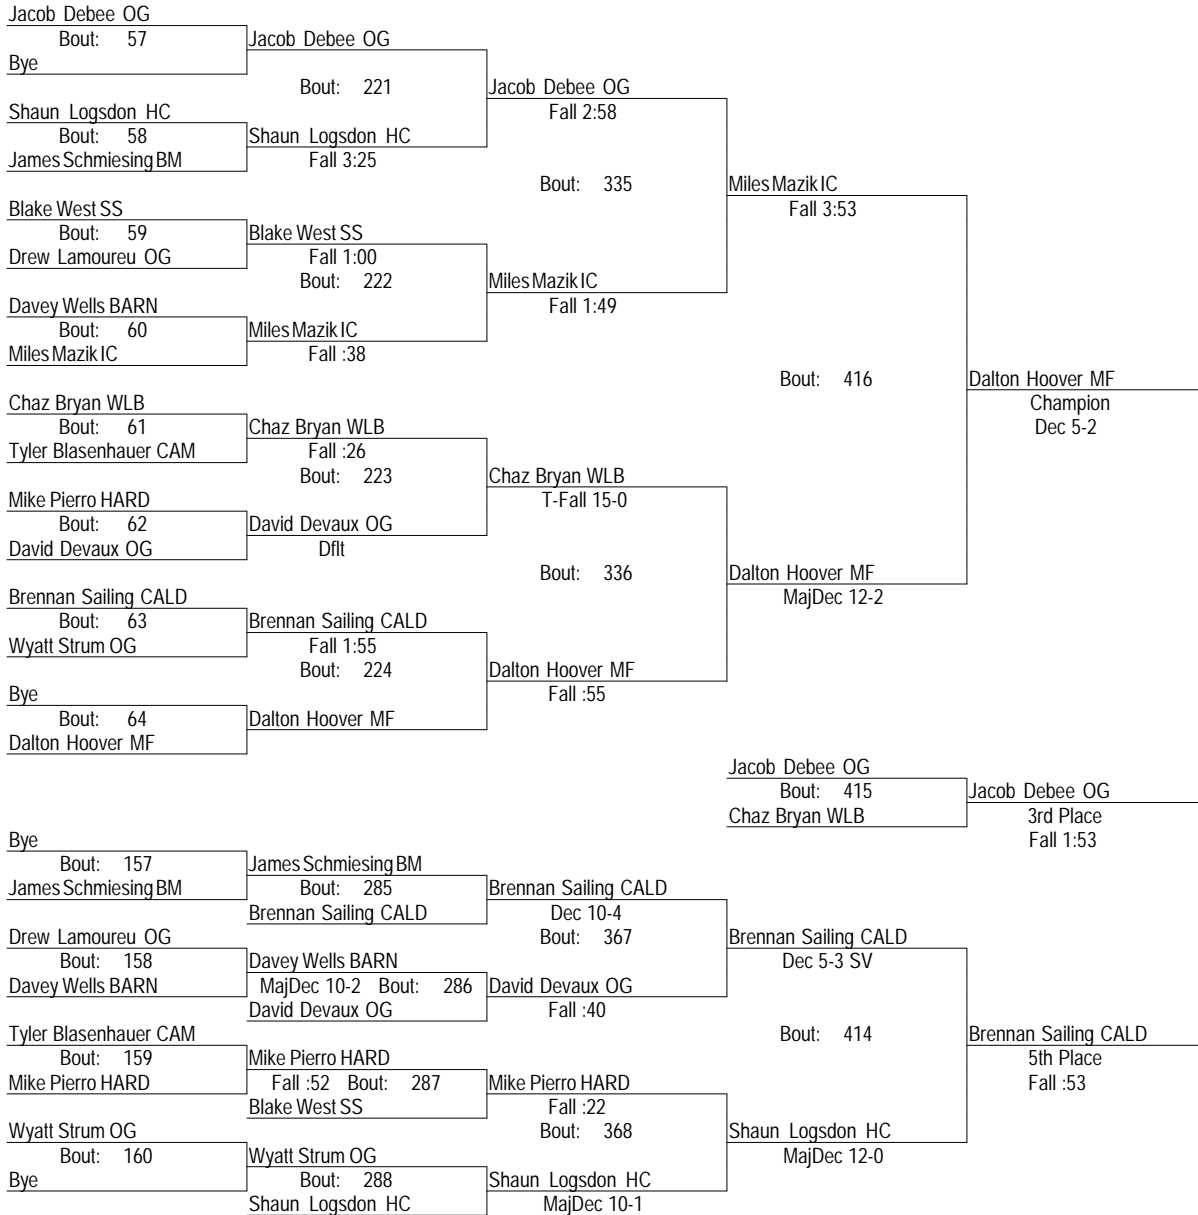 Jacob Debee OG
Bout: 57
Jacob Debee OG
Bye
Bout: 221
Jacob Debee OG
Fall 2:58
Shaun Logsdon HC
Bout: 58
Shaun Logsdon HC
James Schmiesing BM
Fall 3:25
Bout: 335
Miles Mazik IC
Fall 3:53
Blake West SS
Bout: 59
Blake West SS
Drew Lamoureu OG
Fall 1:00
Bout: 222
Miles Mazik IC
Fall 1:49
Davey Wells BARN
Bout: 60
Miles Mazik IC
Miles Mazik IC
Fall :38
Bout: 416
Dalton Hoover MF
Champion
Dec 5-2
Chaz Bryan WLB
Bout: 61
Chaz Bryan WLB
Tyler Blasenhauer CAM
Fall :26
Bout: 223
Chaz Bryan WLB
T-Fall 15-0
Mike Pierro HARD
Bout: 62
David Devaux OG
David Devaux OG
Dflt
Bout: 336
Dalton Hoover MF
MajDec 12-2
Brennan Sailing CALD
Bout: 63
Brennan Sailing CALD
Wyatt Strum OG
Fall 1:55
Bout: 224
Dalton Hoover MF
Fall :55
Bye
Bout: 64
Dalton Hoover MF
Dalton Hoover MF
Jacob Debee OG
Bout: 415
Jacob Debee OG
Chaz Bryan WLB
3rd Place
Fall 1:53
Bye
Bout: 157
James Schmiesing BM
James Schmiesing BM
Bout: 285
Brennan Sailing CALD
Brennan Sailing CALD
Dec 10-4
Bout: 367
Brennan Sailing CALD
Dec 5-3 SV
Drew Lamoureu OG
Bout: 158
Davey Wells BARN
Davey Wells BARN
MajDec 10-2 Bout: 286
David Devaux OG
David Devaux OG
Fall :40
Bout: 414
Brennan Sailing CALD
5th Place
Fall :53
Tyler Blasenhauer CAM
Bout: 159
Mike Pierro HARD
Mike Pierro HARD
Fall :52 Bout: 287
Mike Pierro HARD
Blake West SS
Fall :22
Bout: 368
Shaun Logsdon HC
MajDec 12-0
Wyatt Strum OG
Bout: 160
Wyatt Strum OG
Bye
Bout: 288
Shaun Logsdon HC
Shaun Logsdon HC
MajDec 10-1